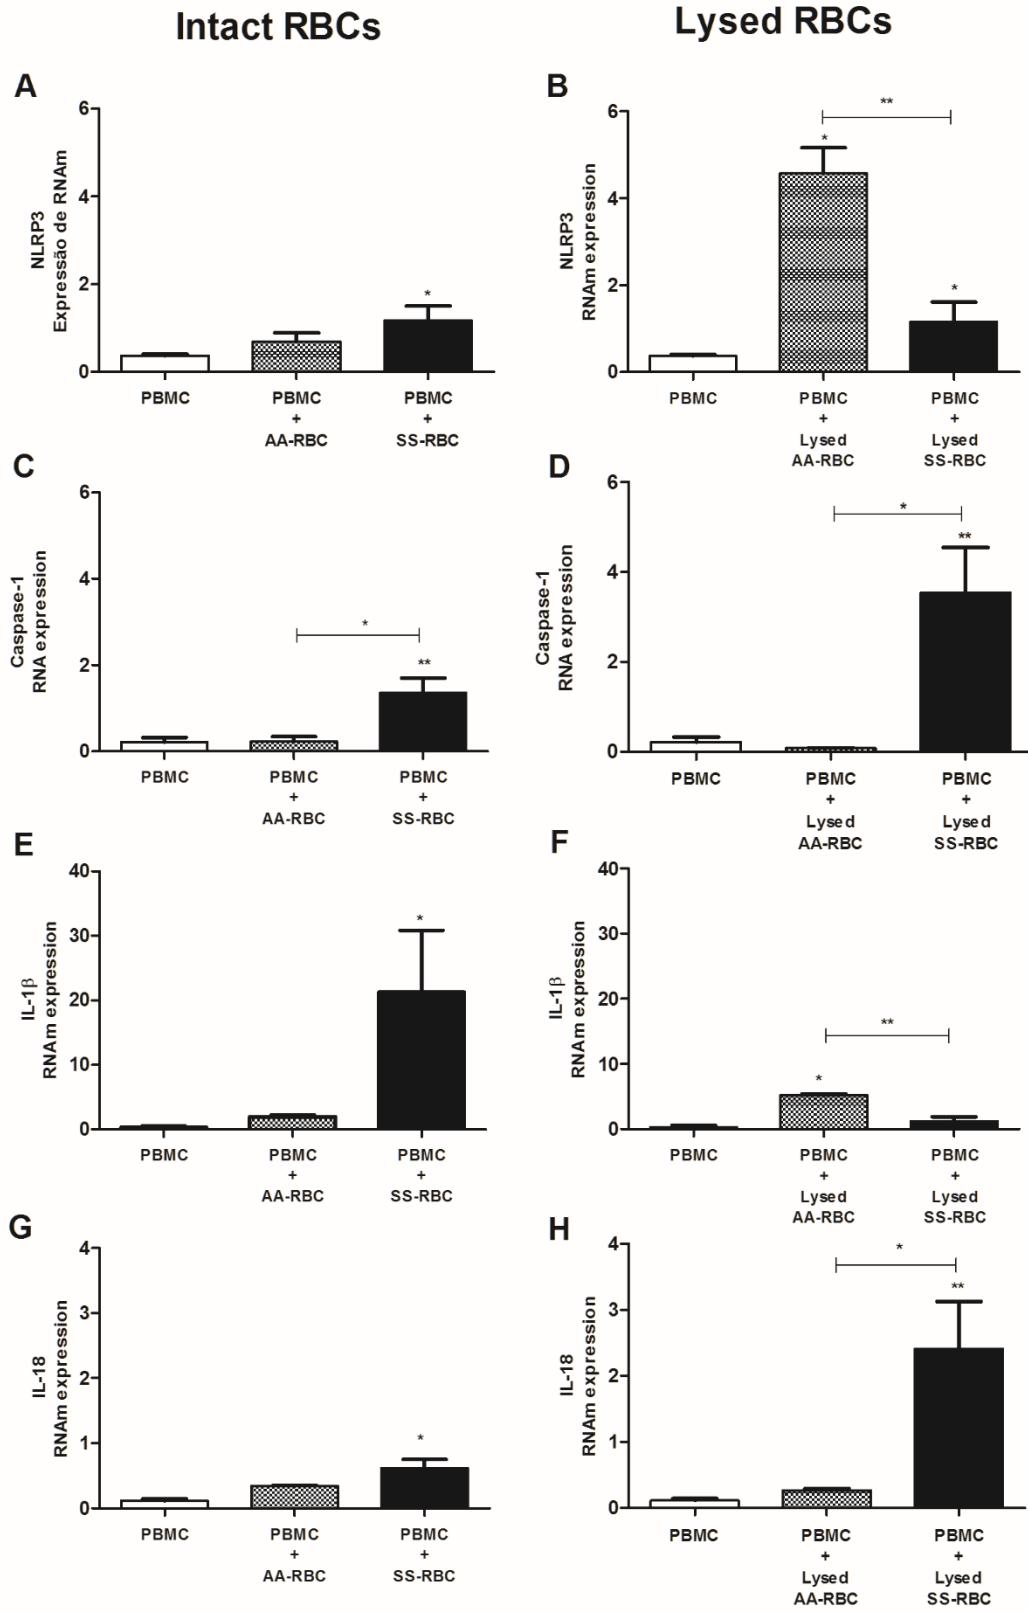 Intact RBCs
Lysed RBCs
A
NLRP3
Expressão de RNAm
6
4
2
0
*
PBMC
PBMC
+
AA-RBC
PBMC
+
SS-RBC
B
NLRP3
RNAm expression
6
4
2
0
**
*
*
PBMC
PBMC
+
Lysed
AA-RBC
PBMC
+
Lysed
SS-RBC
C
Caspase-1
RNA expression
6
4
2
0
*
**
PBMC
PBMC
+
AA-RBC
PBMC
+
SS-RBC
D
Caspase-1
RNA expression
6
4
2
0
*
**
PBMC
PBMC
+
Lysed
AA-RBC
PBMC
+
Lysed
SS-RBC
E
IL-1β
RNAm expression
40
30
20
10
0
*
PBMC
PBMC
+
AA-RBC
PBMC
+
SS-RBC
F
IL-1β
RNAm expression
40
30
20
10
0
**
*
PBMC
PBMC
+
Lysed
AA-RBC
PBMC
+
Lysed
SS-RBC
G
IL-18
RNAm expression
4
3
2
1
0
*
PBMC
PBMC
+
AA-RBC
PBMC
+
SS-RBC
H
IL-18
RNAm expression
4
3
2
1
0
*
**
PBMC
PBMC
+
Lysed
AA-RBC
PBMC
+
Lysed
SS-RBC